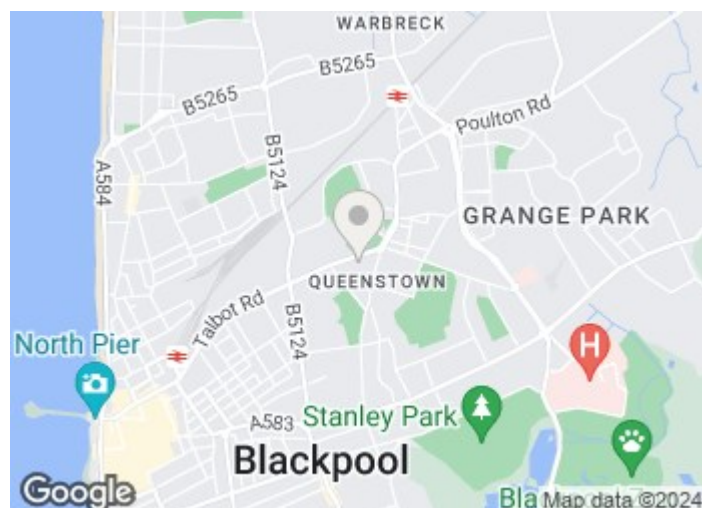 WARBRECK
B5265
B5265
Poulton Rd
A584
B5124
GRANGE PARK
QUEENSTOWN
Talbot Rd
B5124
North Pier
H
A583
Stanley Park
Blackpool
Google
Map data ©2024